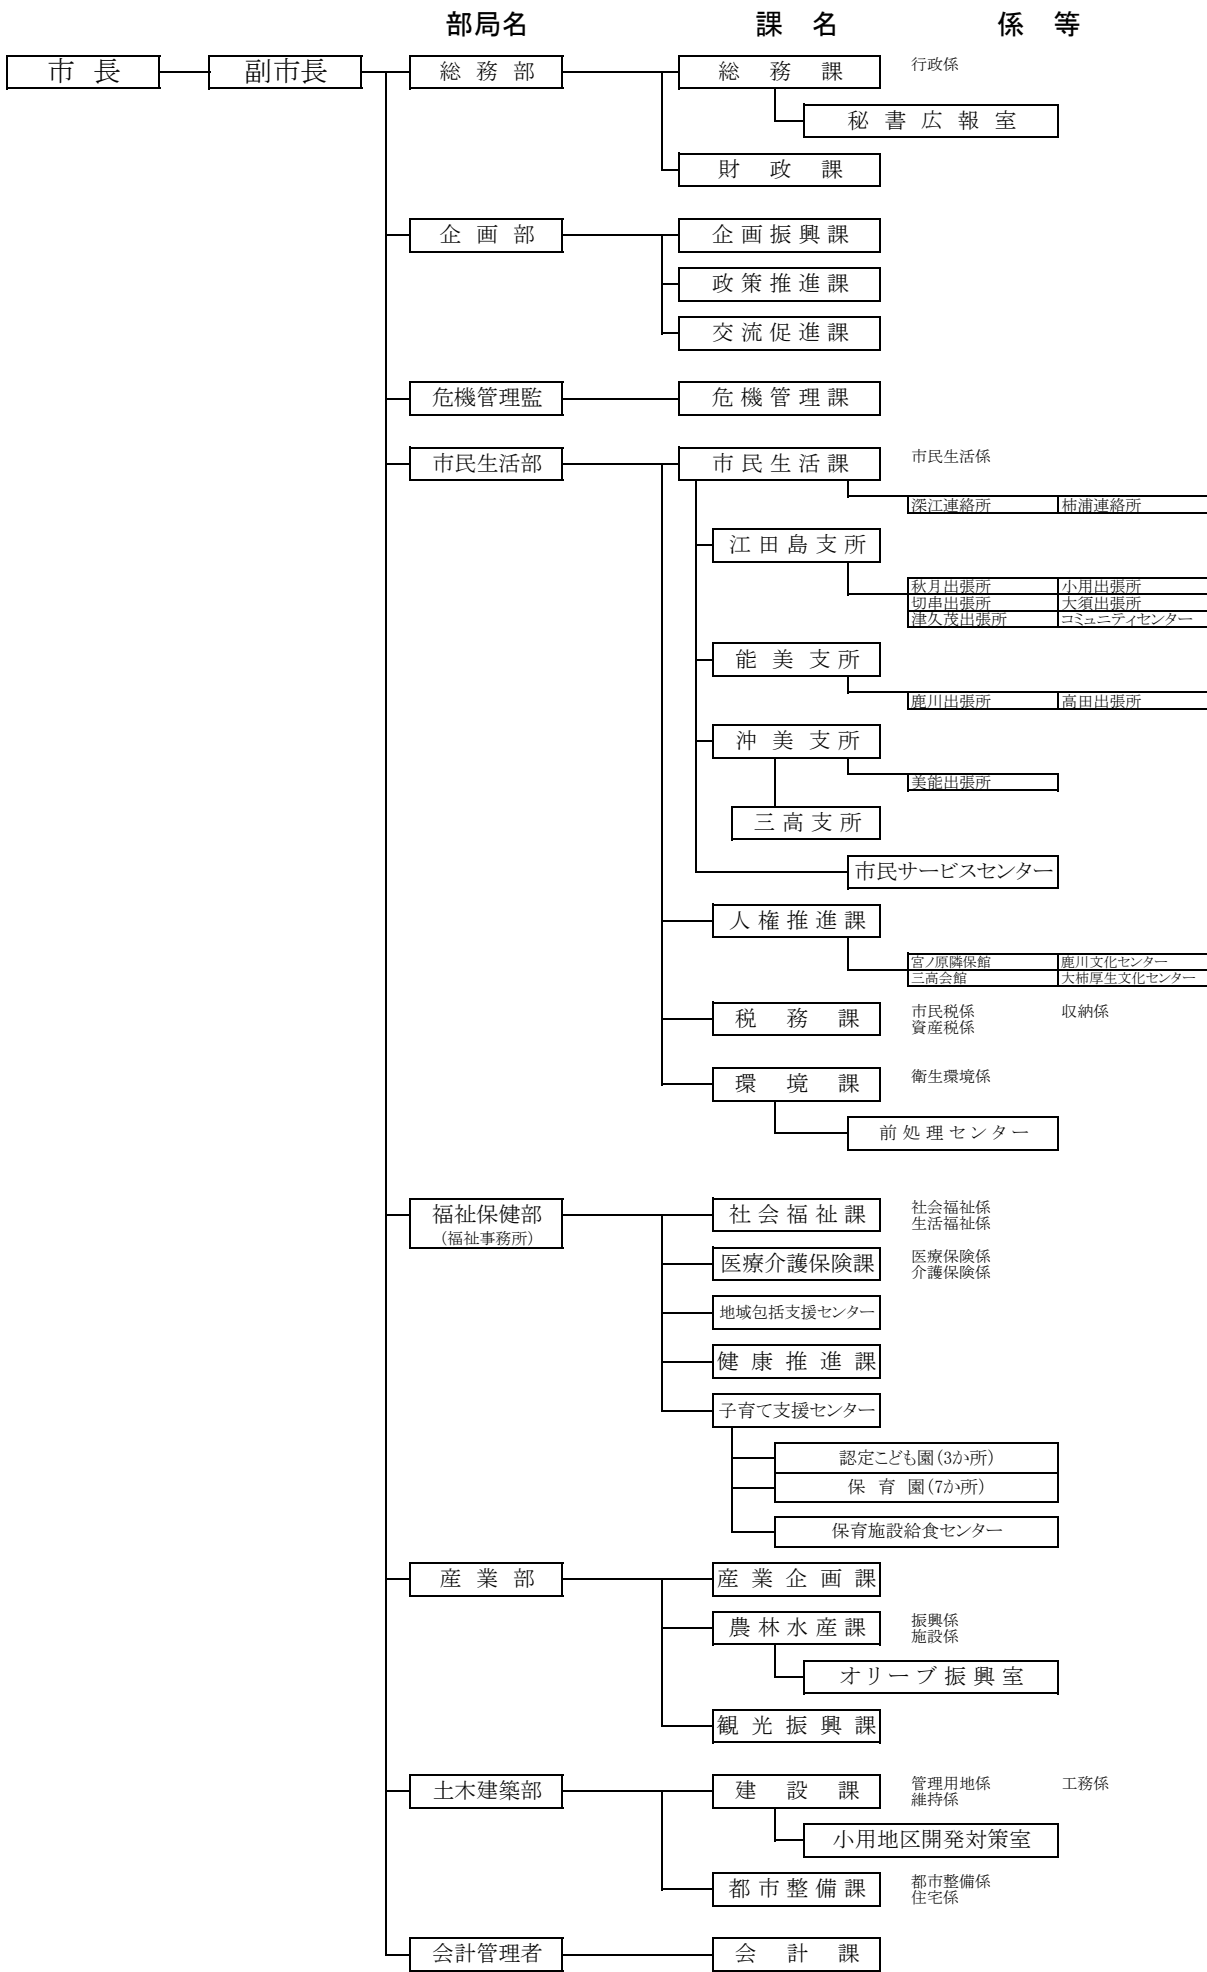 部局名 課 名 係 等
市 長 副市長 総 務 部 総 務 課 行政係
秘 書 広 報 室
財 政 課
企 画 部 企画振興課
政策推進課
交流促進課
危機管理監 危機管理課
市民生活部 市民生活課 市民生活係
深江連絡所 柿浦連絡所
江田島支所
秋月出張所 小用出張所
切串出張所 大須出張所
津久茂出張所 コミュニティセンター
能美支所
鹿川出張所 高田出張所
沖美支所
美能出張所
三高支所
市民サービスセンター
人権推進課
宮ノ原隣保館 鹿川文化センター
三高会館 大柿厚生文化センター
税 務 課 市民税係 収納係
資産税係
環 境 課 衛生環境係
前処理センター
福祉保健部 社会福祉課 社会福祉係
(福祉事務所) 生活福祉係
医療介護保険課 医療保険係
介護保険係
地域包括支援センター
健康推進課
子育て支援センター
認定こども園(3か所)
保 育 園(7か所)
保育施設給食センター
産 業 部 産業企画課
農林水産課 振興係
施設係
オリーブ振興室
観光振興課
土木建築部 建 設 課 管理用地係 工務係
維持係
小用地区開発対策室
都市整備課 都市整備係
住宅係
会計管理者 会 計 課